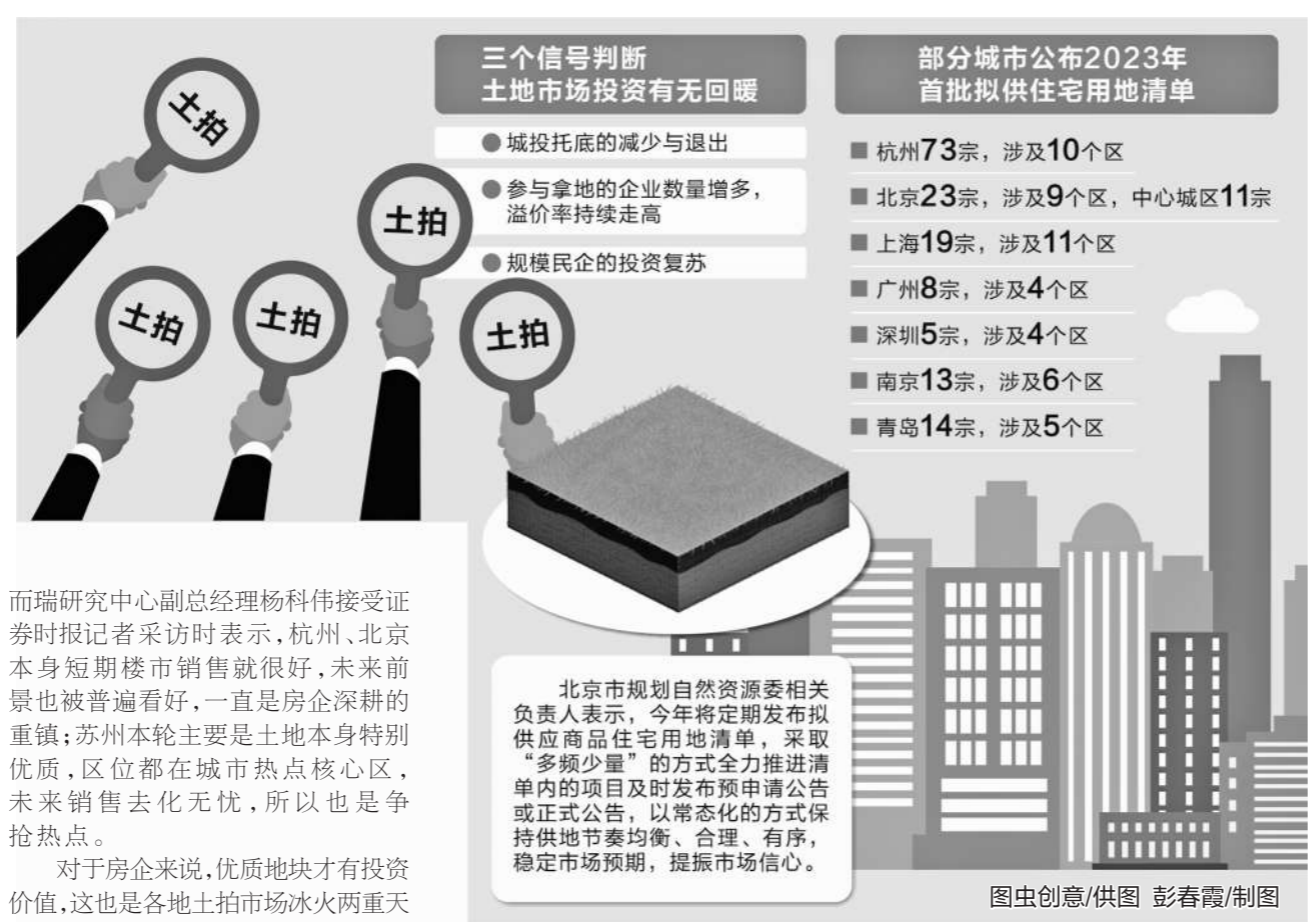 土拍
土拍
土拍
土拍
土拍
三个信号判断
土地市场投资有无回暖
●城投托底的减少与退出
●参与拿地的企业数量增多，
溢价率持续走高
●规模民企的投资复苏
部分城市公布2023年
首批拟供住宅用地清单
■杭州73宗，涉及10个区
■北京23宗，涉及9个区，中心城区11宗
■上海19宗，涉及11个区
■广州8宗，涉及4个区
■深圳5宗，涉及4个区
■南京13宗，涉及6个区
■青岛14宗，涉及5个区
而瑞研究中心副总经理杨科伟接受证
券时报记者采访时表示，杭州、北京
本身短期楼市销售就很好，未来前
景也被普遍看好，一直是房企深耕的
重镇；苏州本轮主要是土地本身特别
优质，区位都在城市热点核心区，
未来销售去化无忧，所以也是争
抢热点。
对于房企来说，优质地块才有投资
价值，这也是各地土拍市场冰火两重天
北京市规划自然资源委相关
负责人表示，今年将定期发布拟
供应商品住宅用地清单，采取
“多频少量”的方式全力推进清
单内的项目及时发布预申请公告
或正式公告，以常态化的方式保
持供地节奏均衡、合理、有序，
稳定市场预期，提振市场信心。
图虫创意/供图 彭春霞/制图